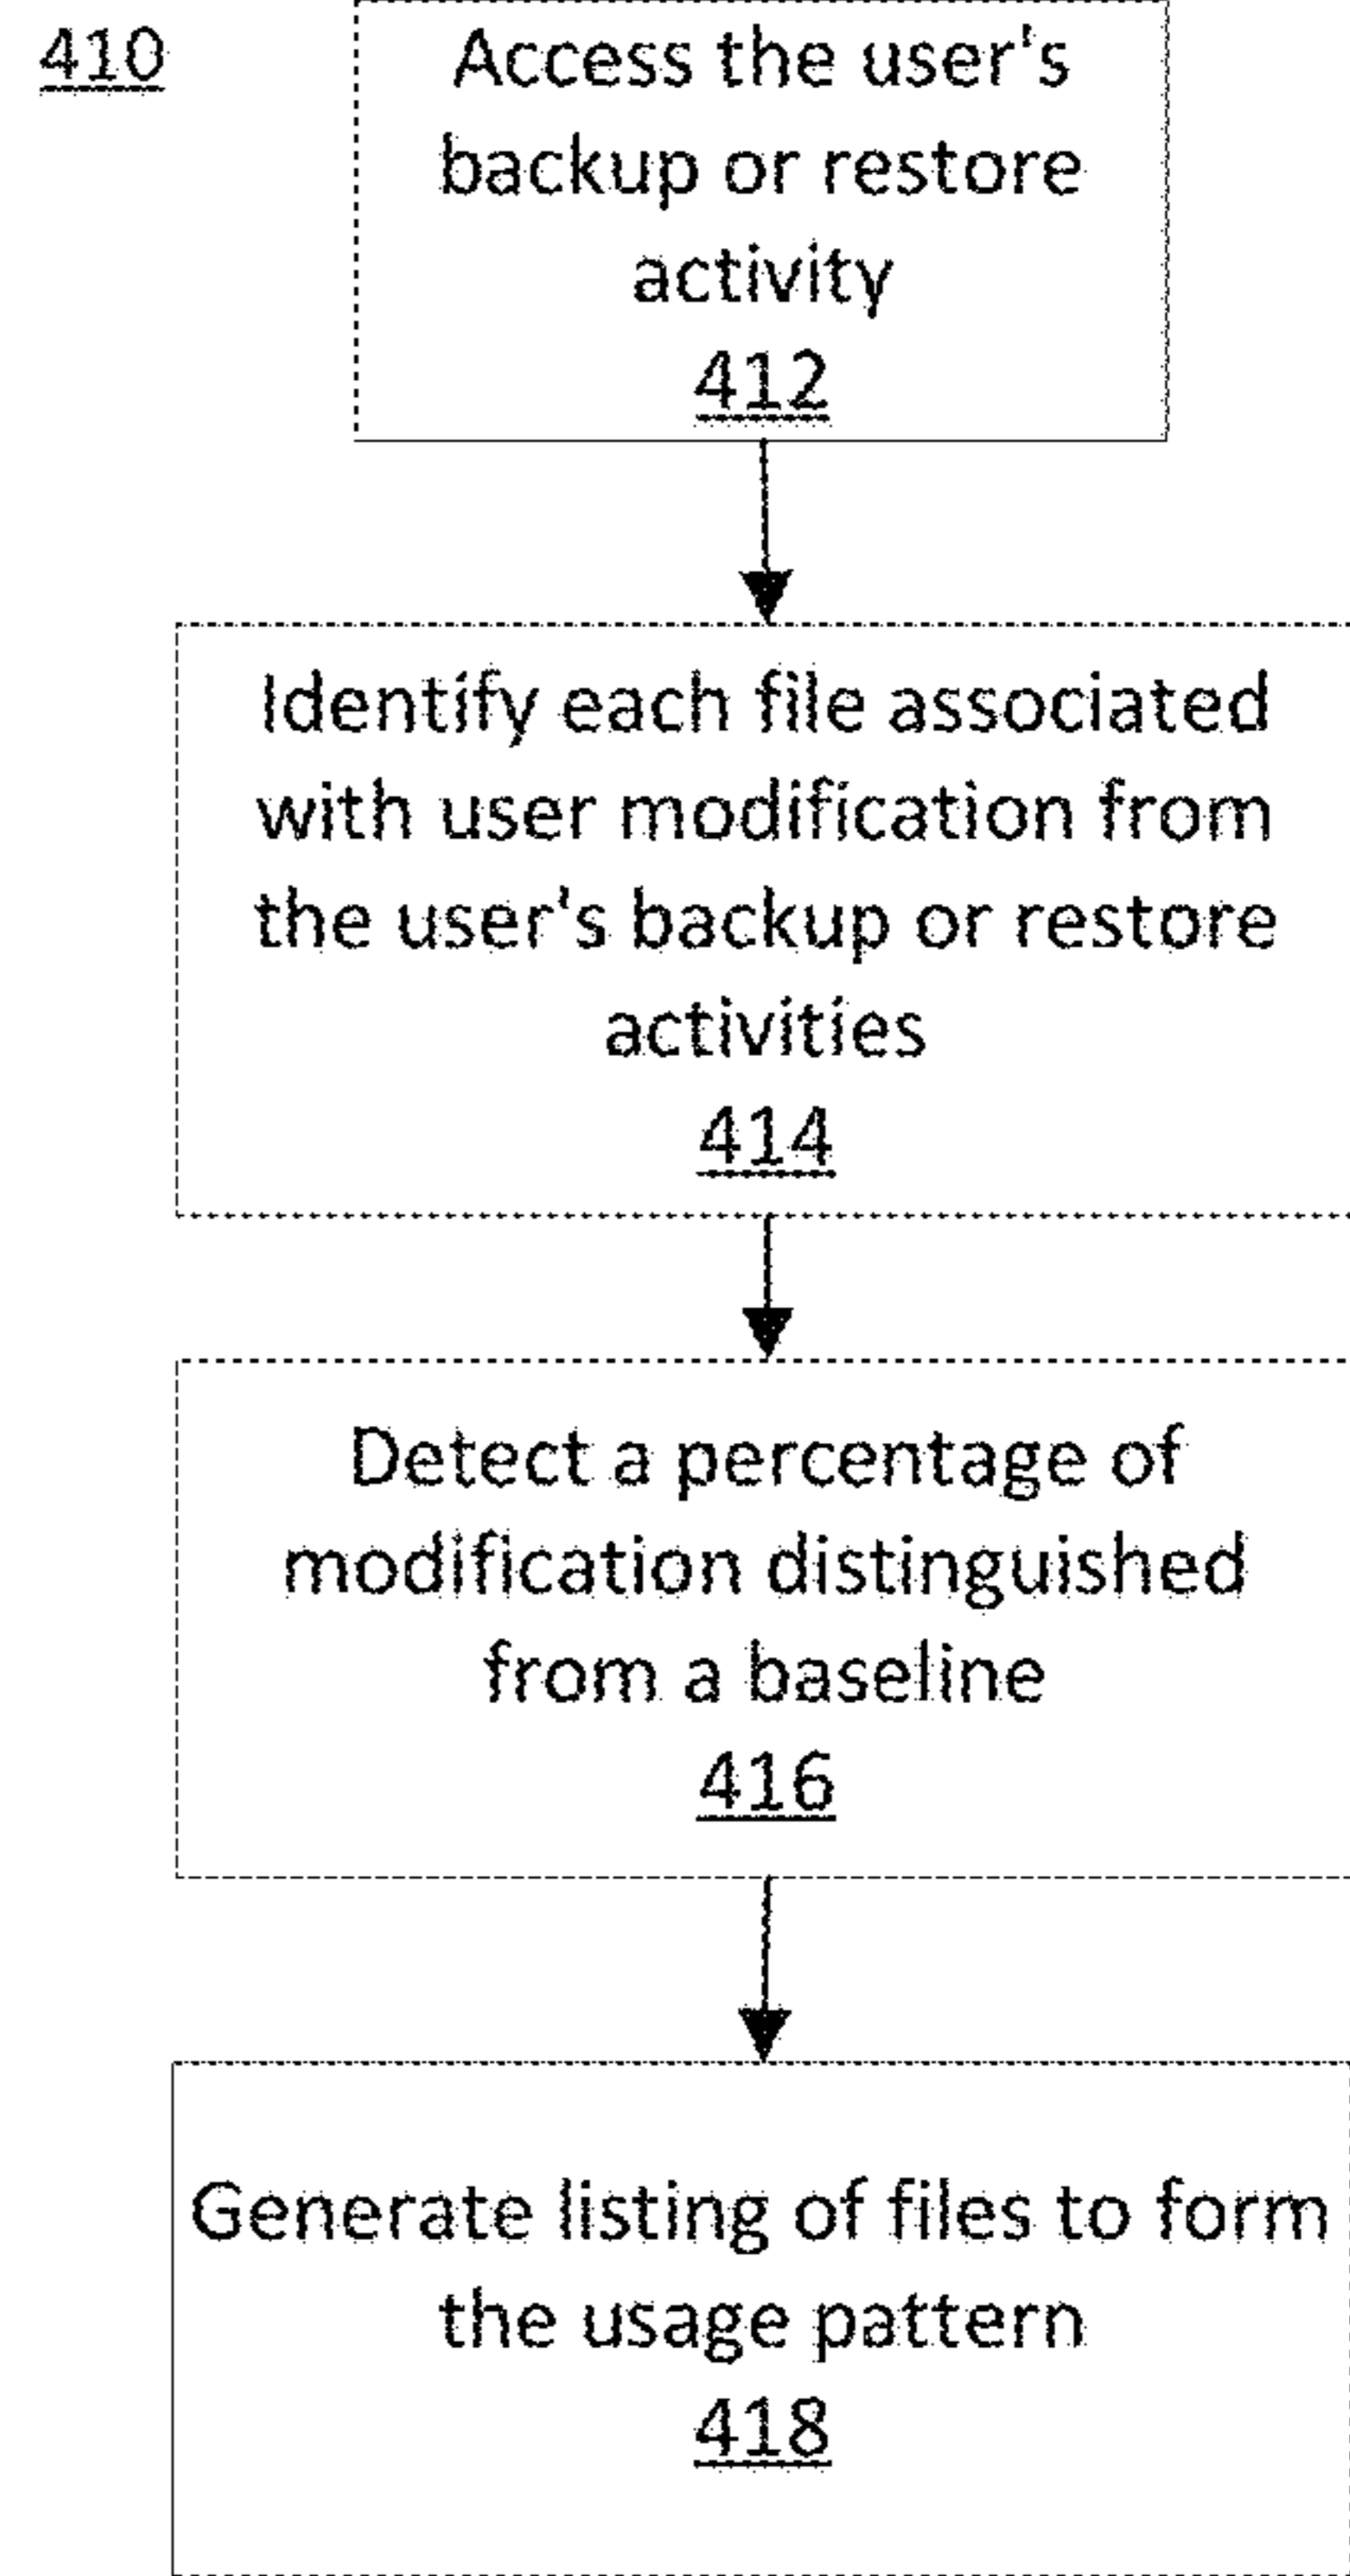 410
Access the user's
backup or restore
activity
412
Identify each file associated
with user modification from
the user's backup or restore
activities
414
Detect a percentage of
modification distinguished
from a baseline
416
Generate listing of files to form
the usage pattern
418